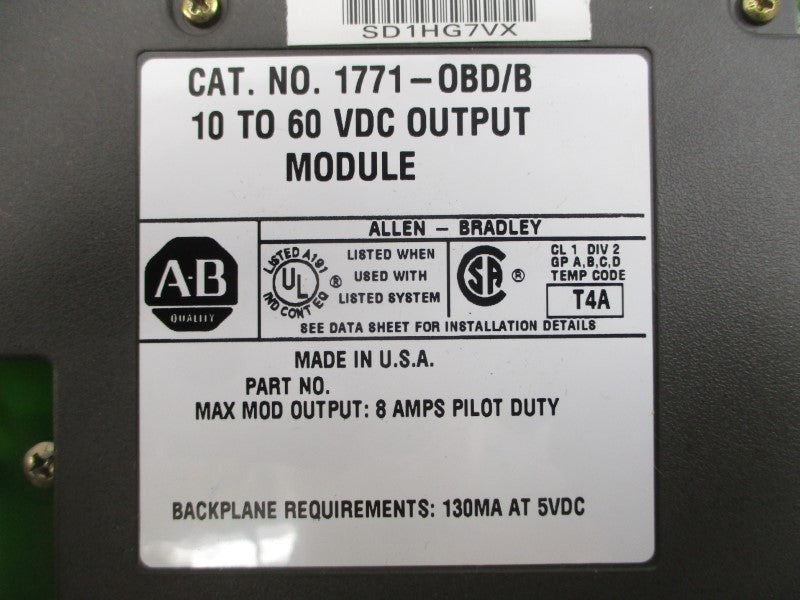 SD1HG7VX
CAT. NO. 1771-OBD/B
10 TO 60 VDC OUTPUT
MODULE
ALLEN - BRADLEY
A-B
QUALITY
LISTED A191
UL
IND CONT EQ
®
LISTED WHEN
USED WITH
LISTED SYSTEM
SA
®
CL 1 DIV 2
GP A,B,C,D
TEMP CODE
T4A
SEE DATA SHEET FOR INSTALLATION DETAILS
MADE IN U.S.A.
PART NO.
MAX MOD OUTPUT: 8 AMPS PILOT DUTY
BACKPLANE REQUIREMENTS: 130MA AT 5VDC